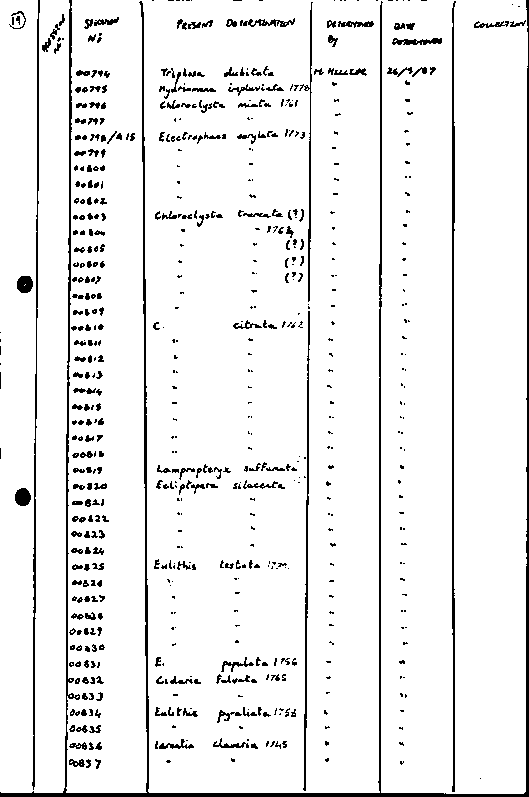 19 ACCESSION Nº. SPECIMEN Nº PRESENT DETERMINATION DETERMINED By DATE DETERMINED COLLECTION
00794 Triphosa dubitata M HELLER 26/9/87
00795 Hydriomena impluviata 1776 " "
00796 Chloroclysta miata 1761 " "
00797 " " " "
00798/A15 Electrophaes corylata 1773 " "
00799 " " " "
00800 " " " "
00801 " " " "
00802 " " " "
00803 Chloroclysta truncata (?) " "
00804 " " 1764 " "
00805 " " (?) " "
00806 " " (?) " "
00807 " " (?) " "
00808 " " " "
00809 " " " "
00810 C. citrata 1762 " "
00811 " " " "
00812 " " " "
00813 " " " "
00814 " " " "
00815 " " " "
00816 " " " "
00817 " " " "
00818 " " " "
00819 Lampropteryx suffumata " "
00820 Ecliptopera silaceata " "
00821 " " " "
00822 " " " "
00823 " " " "
00824 " " " "
00825 Eulithis testata " "
00826 " " " "
00827 " " " "
00828 " " " "
00829 " " " "
00830 " " " "
00831 E. populata 1756 " "
00832 Cidaria fulvata 1765 " "
00833 " " " "
00834 Eulithis pyraliata 1758 " "
00835 " " " "
00836 Larentia clavaria 1745 " "
00837 " " " "